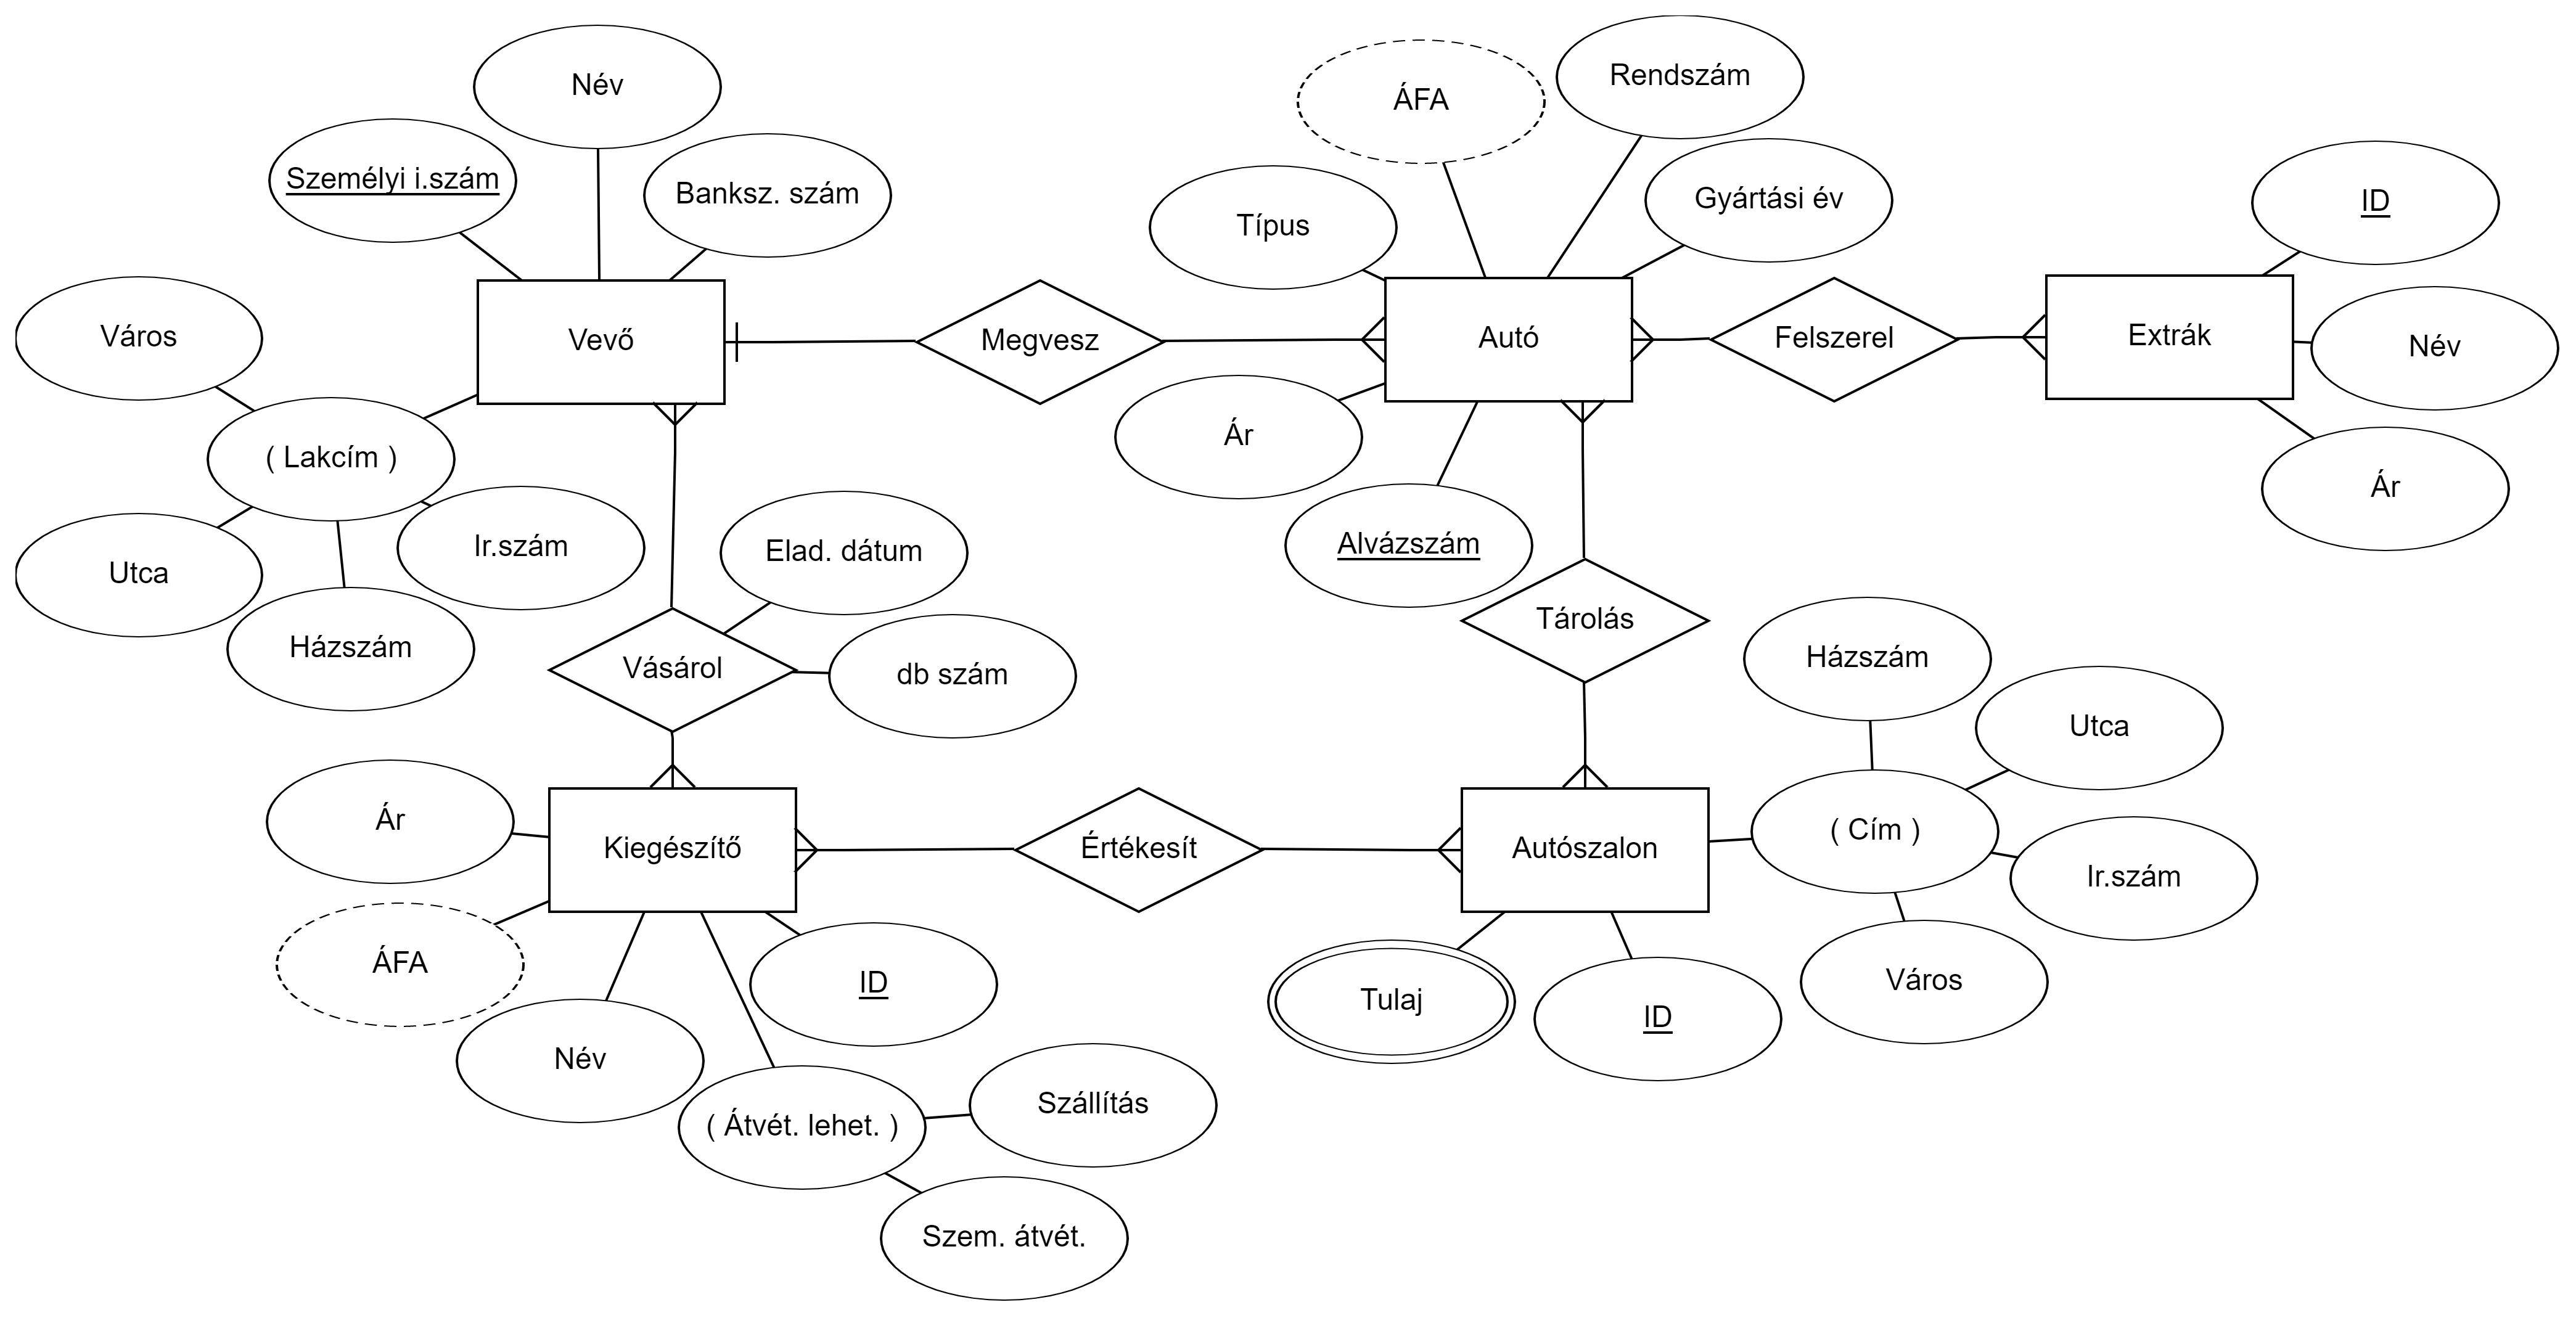 Név
Személyi i.szám
Banksz. szám
Város
Vevő
( Lakcím )
Utca
Ir.szám
Házszám
Megvesz
ÁFA
Rendszám
Típus
Gyártási év
Autó
Ár
Alvázszám
Felszerel
Extrák
ID
Név
Ár
Elad. dátum
Vásárol
db szám
Tárolás
Ár
Kiegészítő
ÁFA
Név
ID
( Átvét. lehet. )
Szállítás
Szem. átvét.
Értékesít
Autószalon
Házszám
Utca
( Cím )
Ir.szám
Város
Tulaj
ID